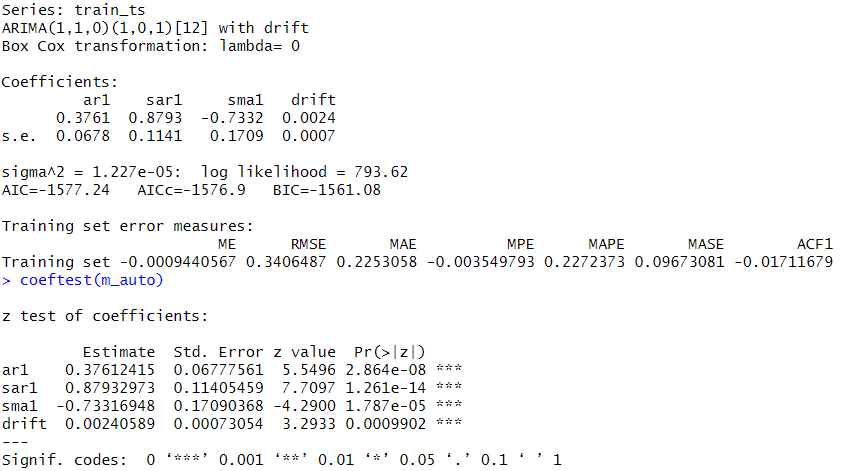 Series: train_ts
ARIMA(1,1,0)(1,0,1)[12] with drift
Box Cox transformation: lambda= 0
Coefficients:
ar1 sar1 sma1 drift
0.3761 0.8793 -0.7332 0.0024
s.e. 0.0678 0.1141 0.1709 0.0007
sigma^2 = 1.227e-05: log likelihood = 793.62
AIC=-1577.24 AICc=-1576.9 BIC=-1561.08
Training set error measures:
ME RMSE MAE MPE MAPE MASE ACF1
Training set -0.0009440567 0.3406487 0.2253058 -0.003549793 0.2272373 0.09673081 -0.01711679
> coeftest(m_auto)
z test of coefficients:
Estimate Std. Error z value Pr(>|z|)
ar1 0.37612415 0.06777561 5.5496 2.864e-08 ***
sar1 0.87932973 0.11405459 7.7097 1.261e-14 ***
sma1 -0.73316948 0.17090368 -4.2900 1.787e-05 ***
drift 0.00240589 0.00073054 3.2933 0.0009902 ***
---
Signif. codes: 0 ‘***’ 0.001 ‘**’ 0.01 ‘*’ 0.05 ‘.’ 0.1 ‘ ’ 1